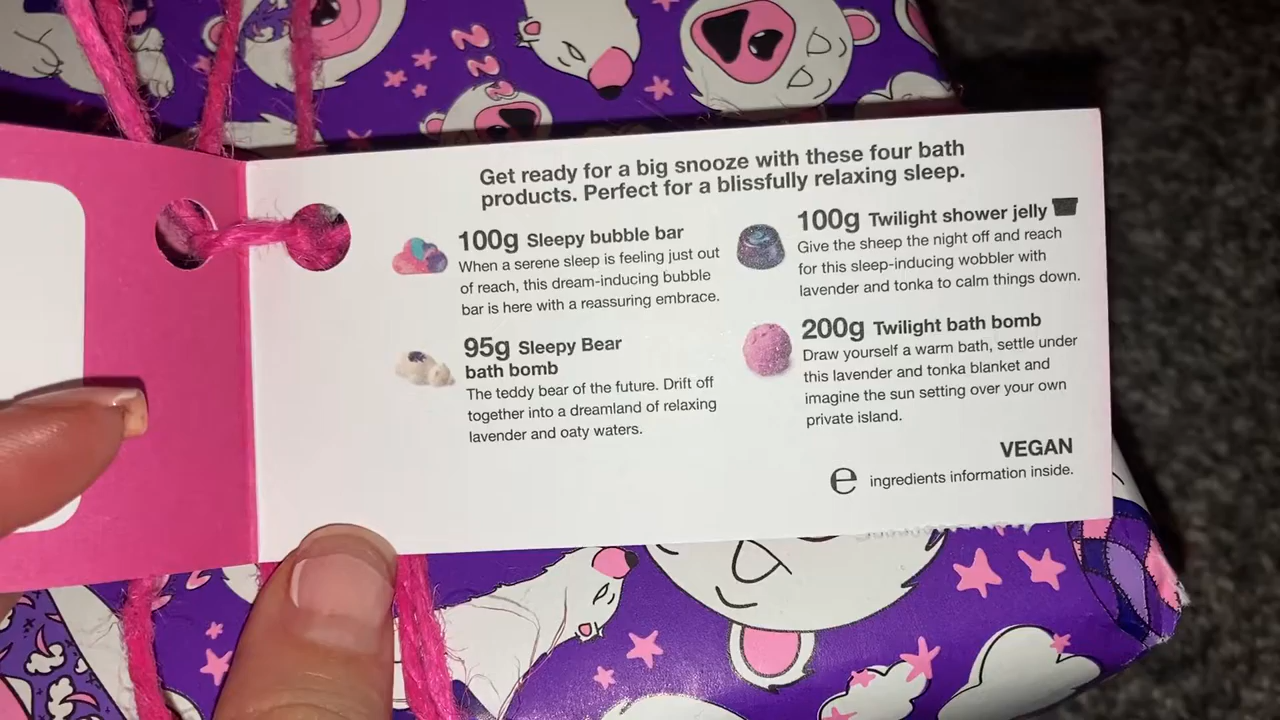 Get ready for a big snooze with these four bath
products. Perfect for a blissfully relaxing sleep.
100g Sleepy bubble bar
When a serene sleep is feeling just out
of reach, this dream-inducing bubble
bar is here with a reassuring embrace.
95g Sleepy Bear
bath bomb
The teddy bear of the future. Drift off
together into a dreamland of relaxing
lavender and oaty waters.
100g Twilight shower jelly
Give the sheep the night off and reach
for this sleep-inducing wobbler with
lavender and tonka to calm things down.
200g Twilight bath bomb
Draw yourself a warm bath, settle under
this lavender and tonka blanket and
imagine the sun setting over your own
private island.
VEGAN
e ingredients information inside.
z
z
z